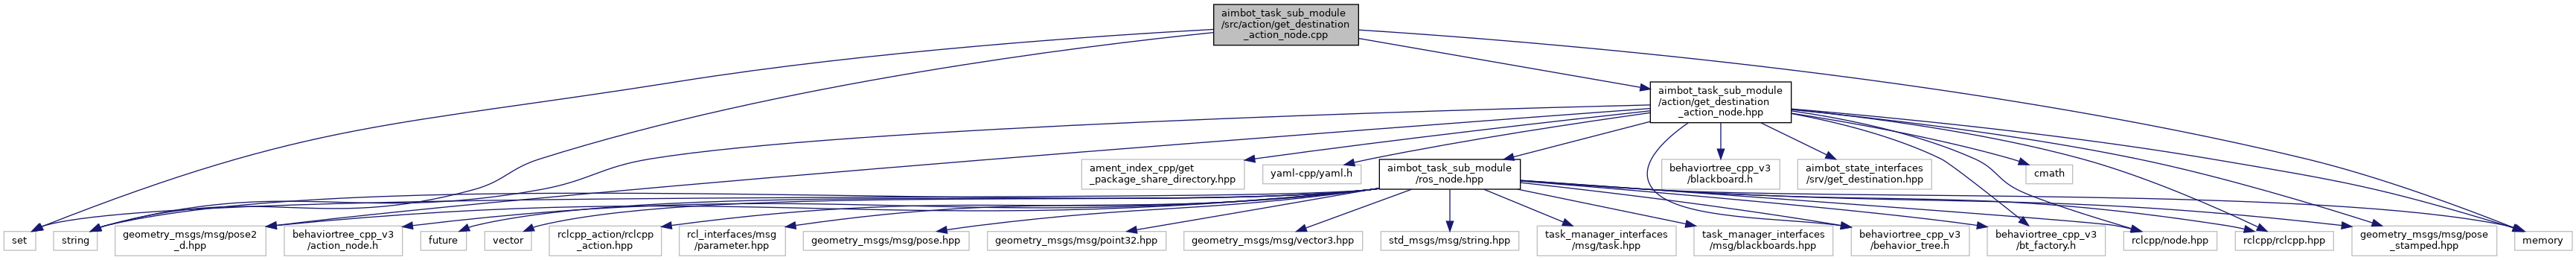 aimbot_task_sub_module
/src/action/get_destination
_action_node.cpp
aimbot_task_sub_module
/action/get_destination
_action_node.hpp
ament_index_cpp/get
_package_share_directory.hpp
yaml-cpp/yaml.h
aimbot_task_sub_module
/ros_node.hpp
behaviortree_cpp_v3
/blackboard.h
aimbot_state_interfaces
/srv/get_destination.hpp
cmath
set
string
geometry_msgs/msg/pose2
_d.hpp
behaviortree_cpp_v3
/action_node.h
future
vector
rclcpp_action/rclcpp
_action.hpp
rcl_interfaces/msg
/parameter.hpp
geometry_msgs/msg/pose.hpp
geometry_msgs/msg/point32.hpp
geometry_msgs/msg/vector3.hpp
std_msgs/msg/string.hpp
task_manager_interfaces
/msg/task.hpp
task_manager_interfaces
/msg/blackboards.hpp
behaviortree_cpp_v3
/behavior_tree.h
behaviortree_cpp_v3
/bt_factory.h
rclcpp/node.hpp
rclcpp/rclcpp.hpp
geometry_msgs/msg/pose
_stamped.hpp
memory